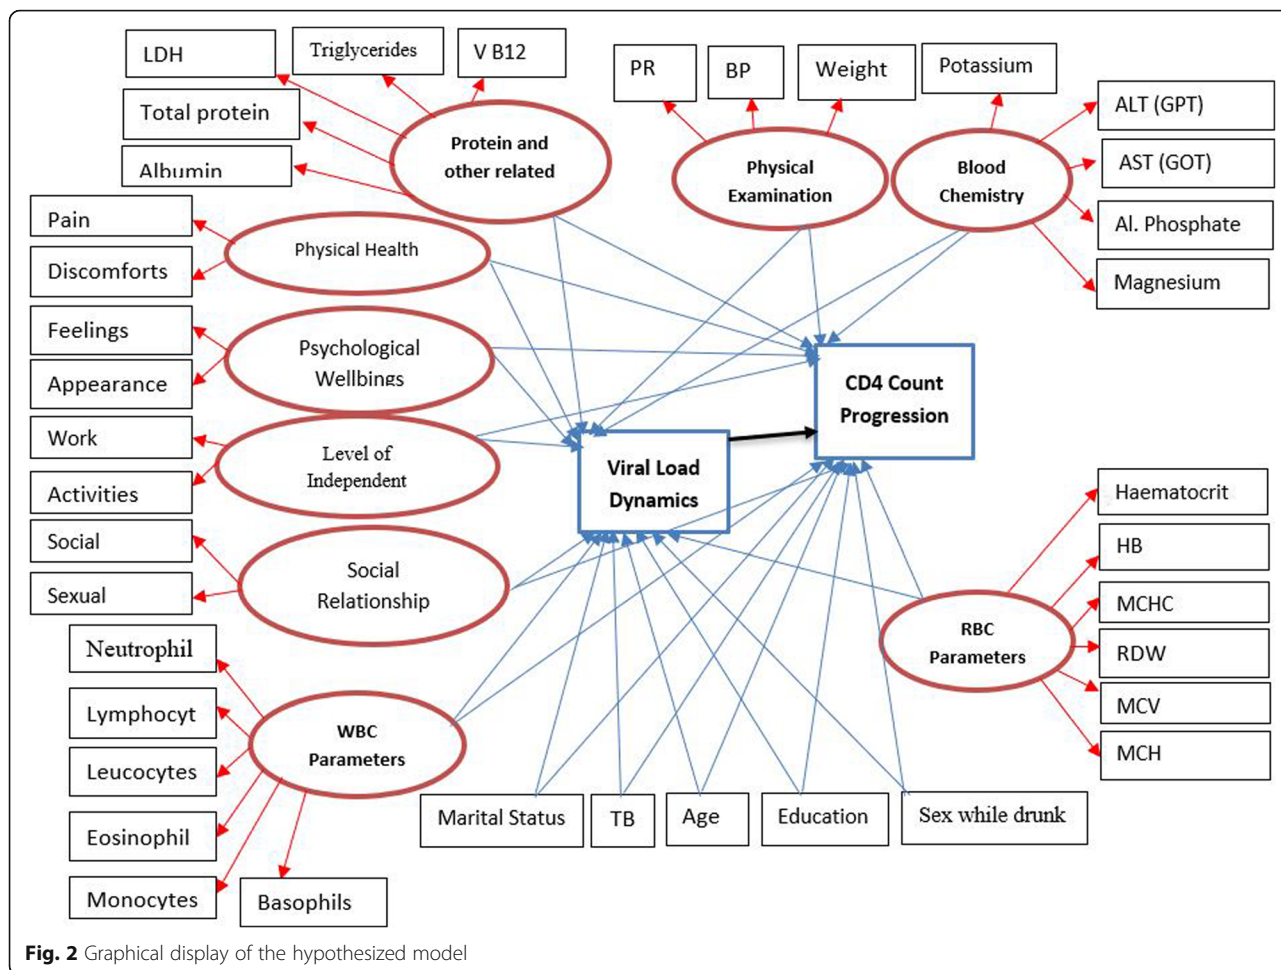 LDH
Triglycerides
V B12
Total protein
Albumin
Protein and
other related
PR
BP
Weight
Potassium
Physical
Examination
Blood
Chemistry
ALT (GPT)
AST (GOT)
Al. Phosphate
Magnesium
Pain
Discomforts
Physical Health
Feelings
Appearance
Psychological
Wellbings
Work
Activities
Level of
Independent
Social
Sexual
Social
Relationship
CD4 Count
Progression
Viral Load
Dynamics
Neutrophil
Lymphocyt
Leucocytes
Eosinophil
Monocytes
Basophils
WBC
Parameters
Marital Status
TB
Age
Education
Sex while drunk
RBC
Parameters
Haematocrit
HB
MCHC
RDW
MCV
MCH
Fig. 2 Graphical display of the hypothesized model